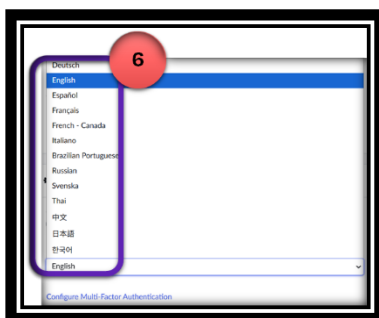 6
Deutsch
English
Español
Français
French - Canada
Italiano
Brazilian Portuguese
Russian
Svenska
Thai
中文
日本語
한국어
English
Configure Multi-Factor Authentication